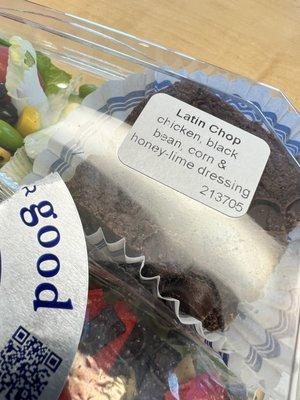 Latin Chop
chicken, black
bean, corn &
honey-lime dressing
213705
~good